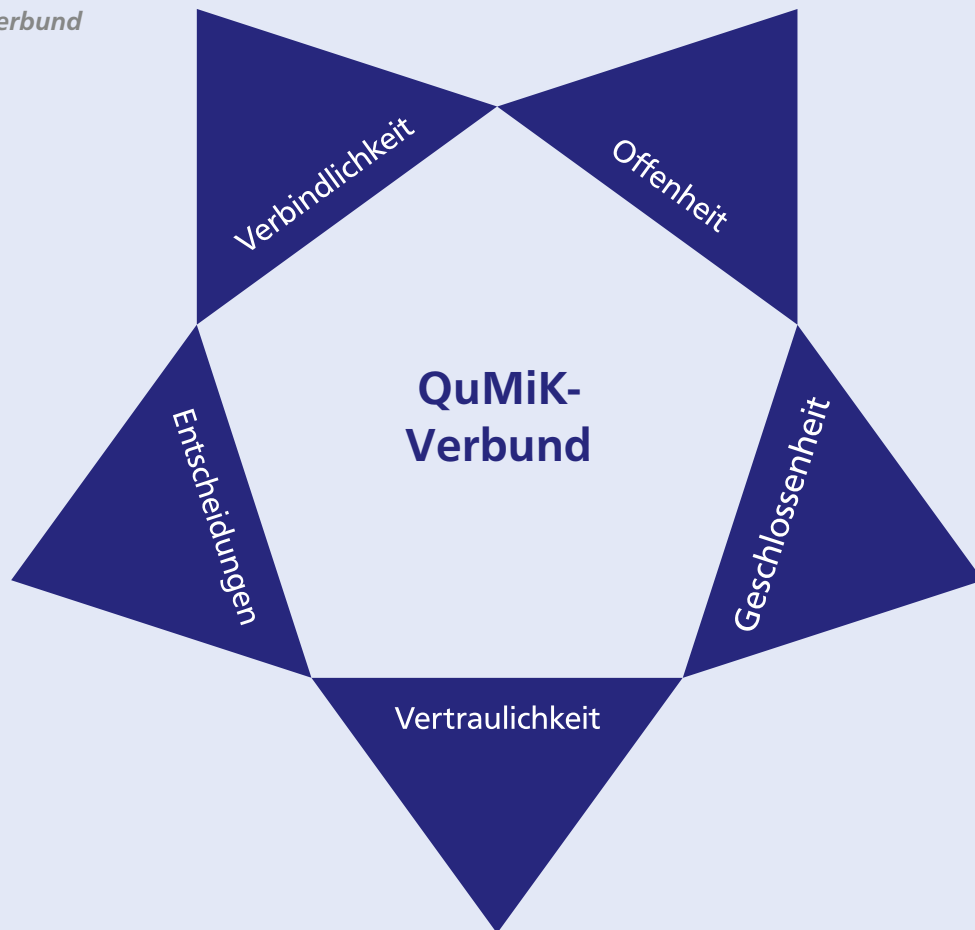 erbund
Verbindlichkeit
Offenheit
QuMiK-
Verbund
Entscheidungen
Geschlossenheit
Vertraulichkeit